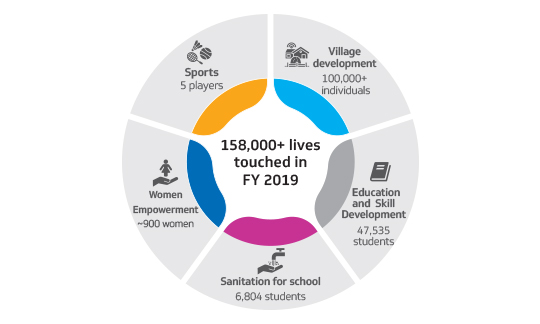 Sports
5 players
Village
development
100,000+
individuals
158,000+ lives
touched in
FY 2019
Women
Empowerment
~900 women
Education
and Skill
Development
47,535
students
Sanitation for school
6,804 students